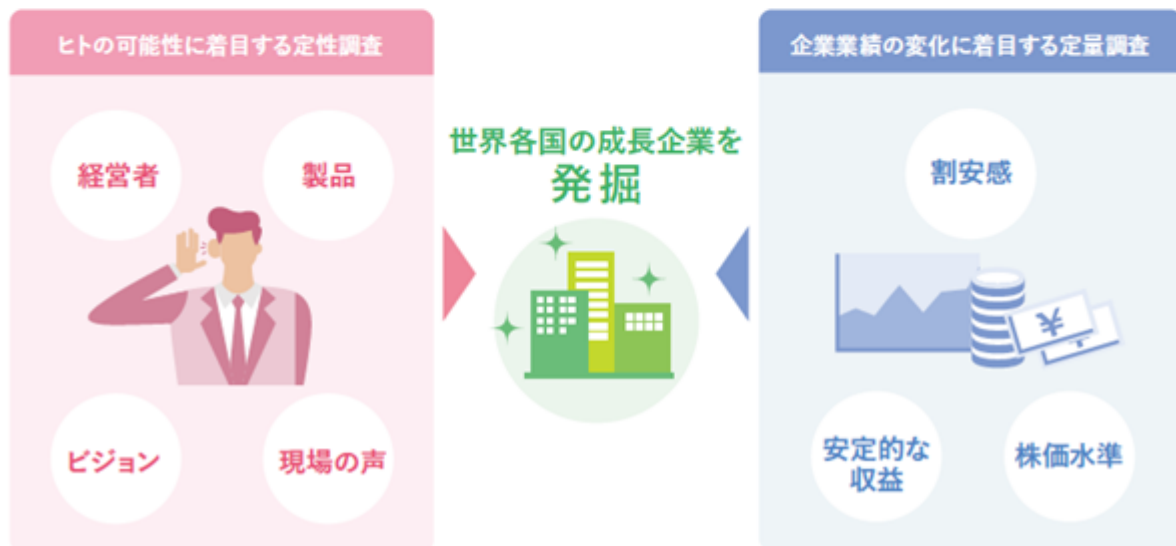 ヒトの可能性に着目する定性調査
経営者
製品
ビジョン
現場の声
世界各国の成長企業を
発掘
企業業績の変化に着目する定量調査
割安感
¥
安定的な
収益
株価水準